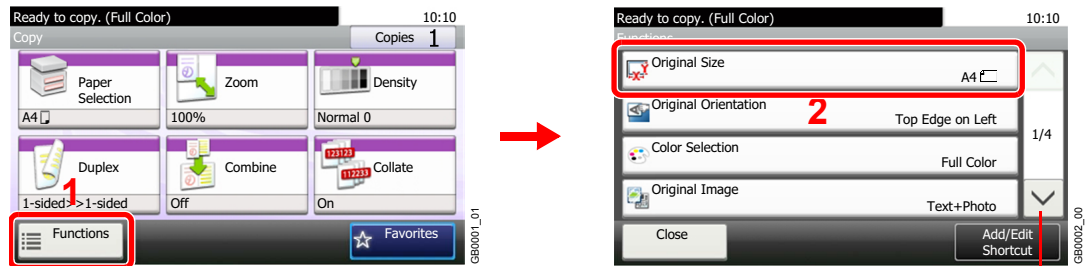 Ready to copy. (Full Color)
10:10
Copy
Copies 1
Paper
Selection
A4
Zoom
100%
Density
Normal 0
Duplex
1-sided>>1-sided
Combine
Off
123123
112233
Collate
On
1
Functions
Favorites
GB0001_01
Ready to copy. (Full Color)
10:10
Functions
Original Size
A4
2
Original Orientation
Top Edge on Left
1/4
Color Selection
Full Color
Original Image
Text+Photo
Close
Add/Edit
Shortcut
GB0002_00